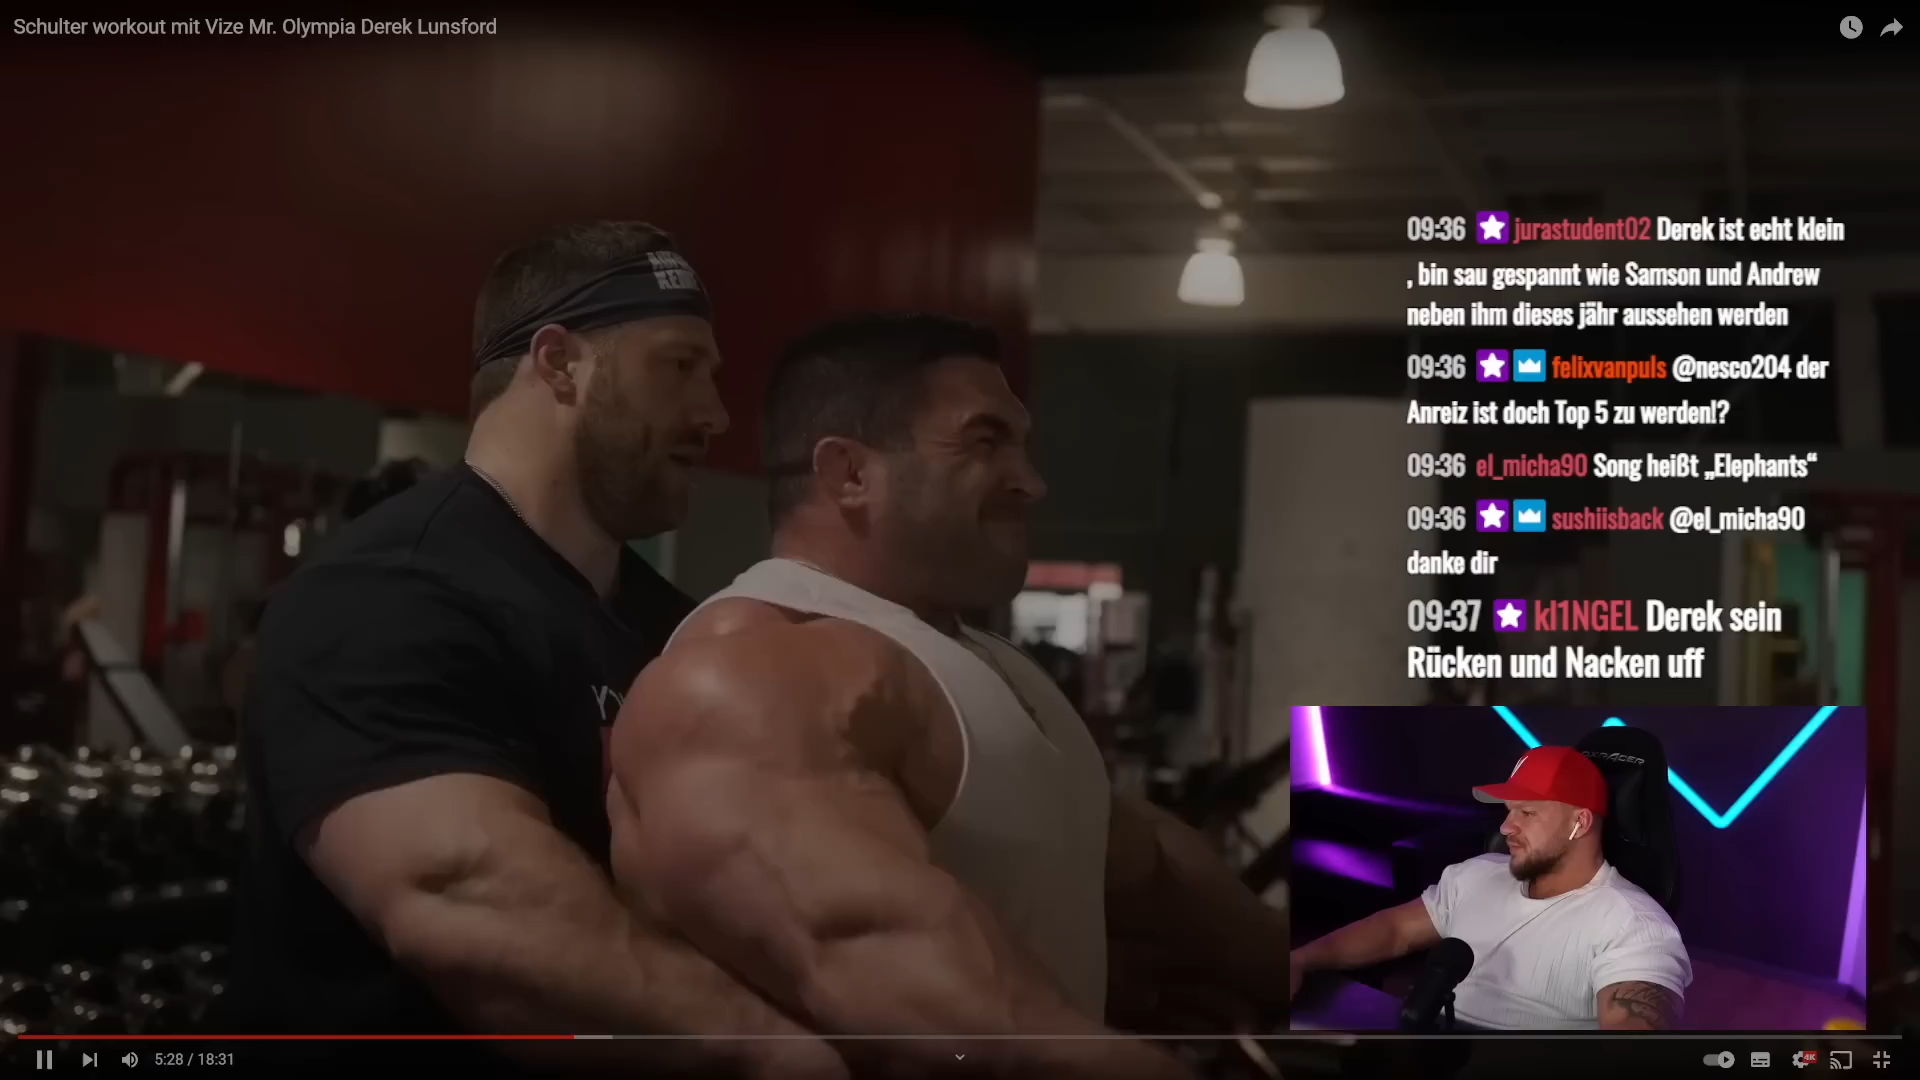 Schulter workout mit Vize Mr. Olympia Derek Lunsford
09:36 jurastudent02 Derek ist echt klein
, bin sau gespannt wie Samson und Andrew
neben ihm dieses jähr aussehen werden
09:36 felixvanpuls @nesco204 der
Anreiz ist doch Top 5 zu werden!?
09:36 el_micha90 Song heißt „Elephants“
09:36 sushiisback @el_micha90
danke dir
09:37 kl1NGEL Derek sein
Rücken und Nacken uff
5:28 / 18:31
4K